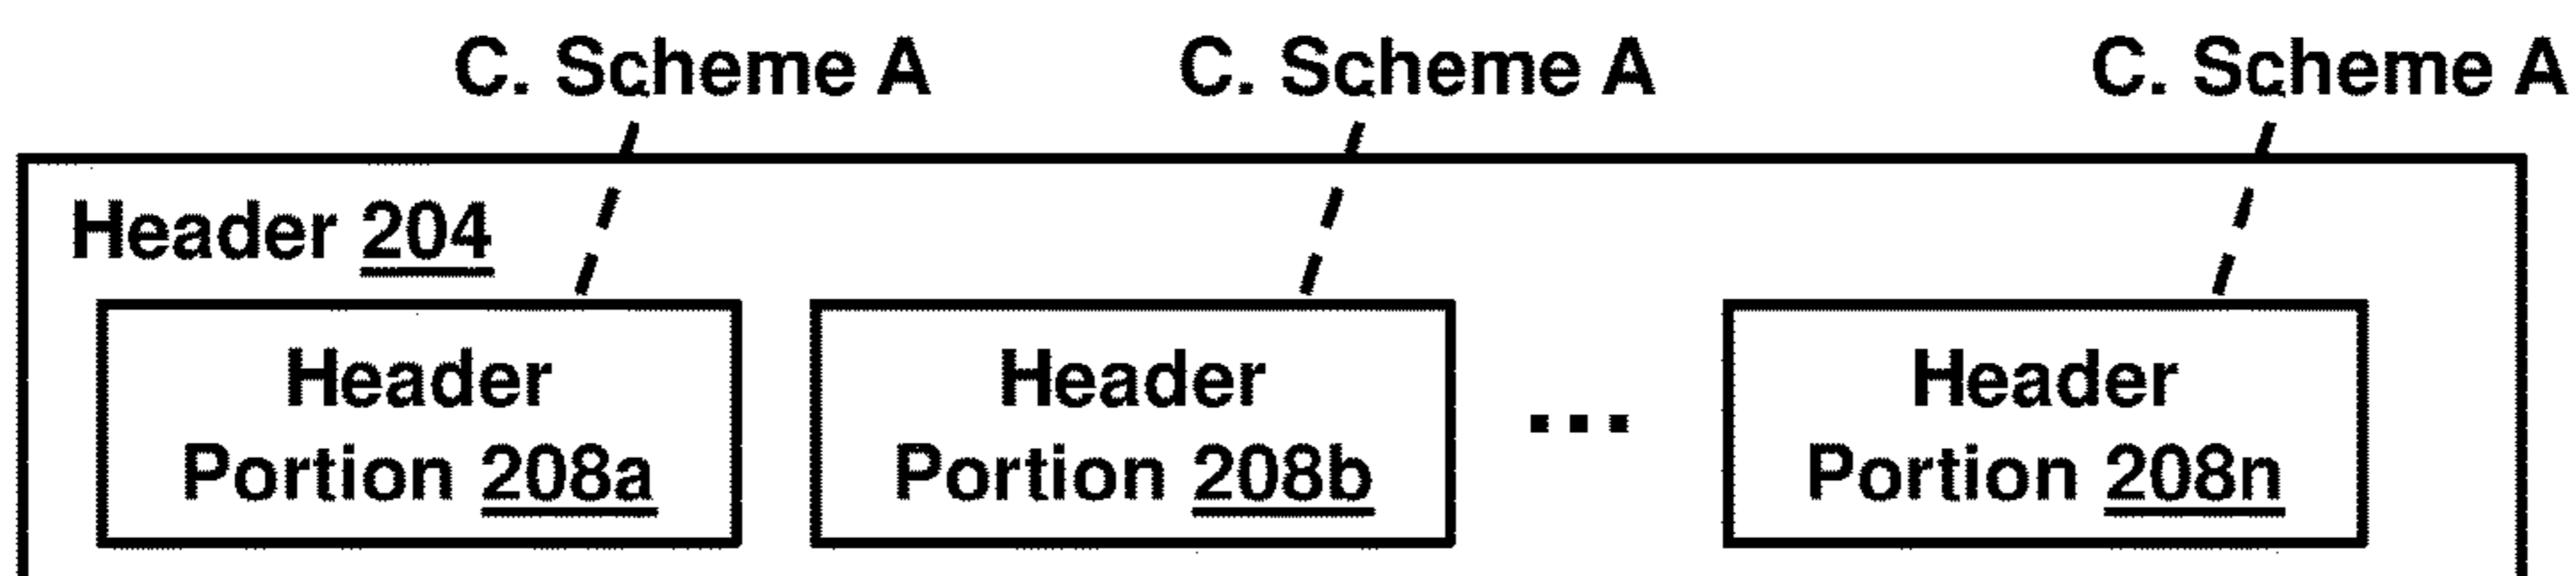 C. Scheme A C. Scheme A C. Scheme A
Header 204
Header
Portion 208a
Header
Portion 208b
...
Header
Portion 208n